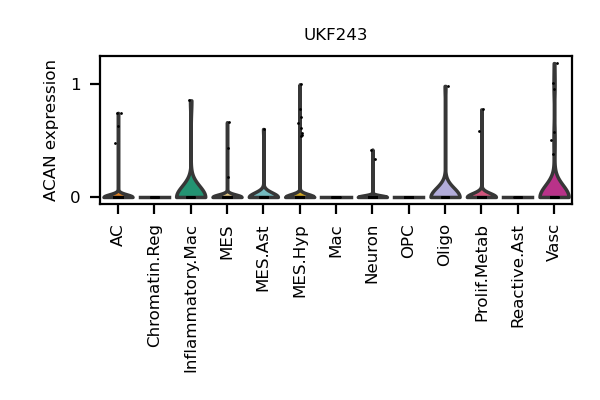 UKF243
ACAN expression
1
0
AC
Chromatin.Reg
Inflammatory.Mac
MES
MES.Ast
MES.Hyp
Mac
Neuron
OPC
Oligo
Prolif.Metab
Reactive.Ast
Vasc